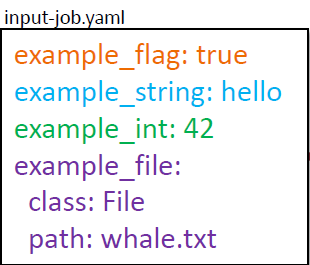 input-job.yaml
example_flag: true
example_string: hello
example_int: 42
example_file:
  class: File
  path: whale.txt